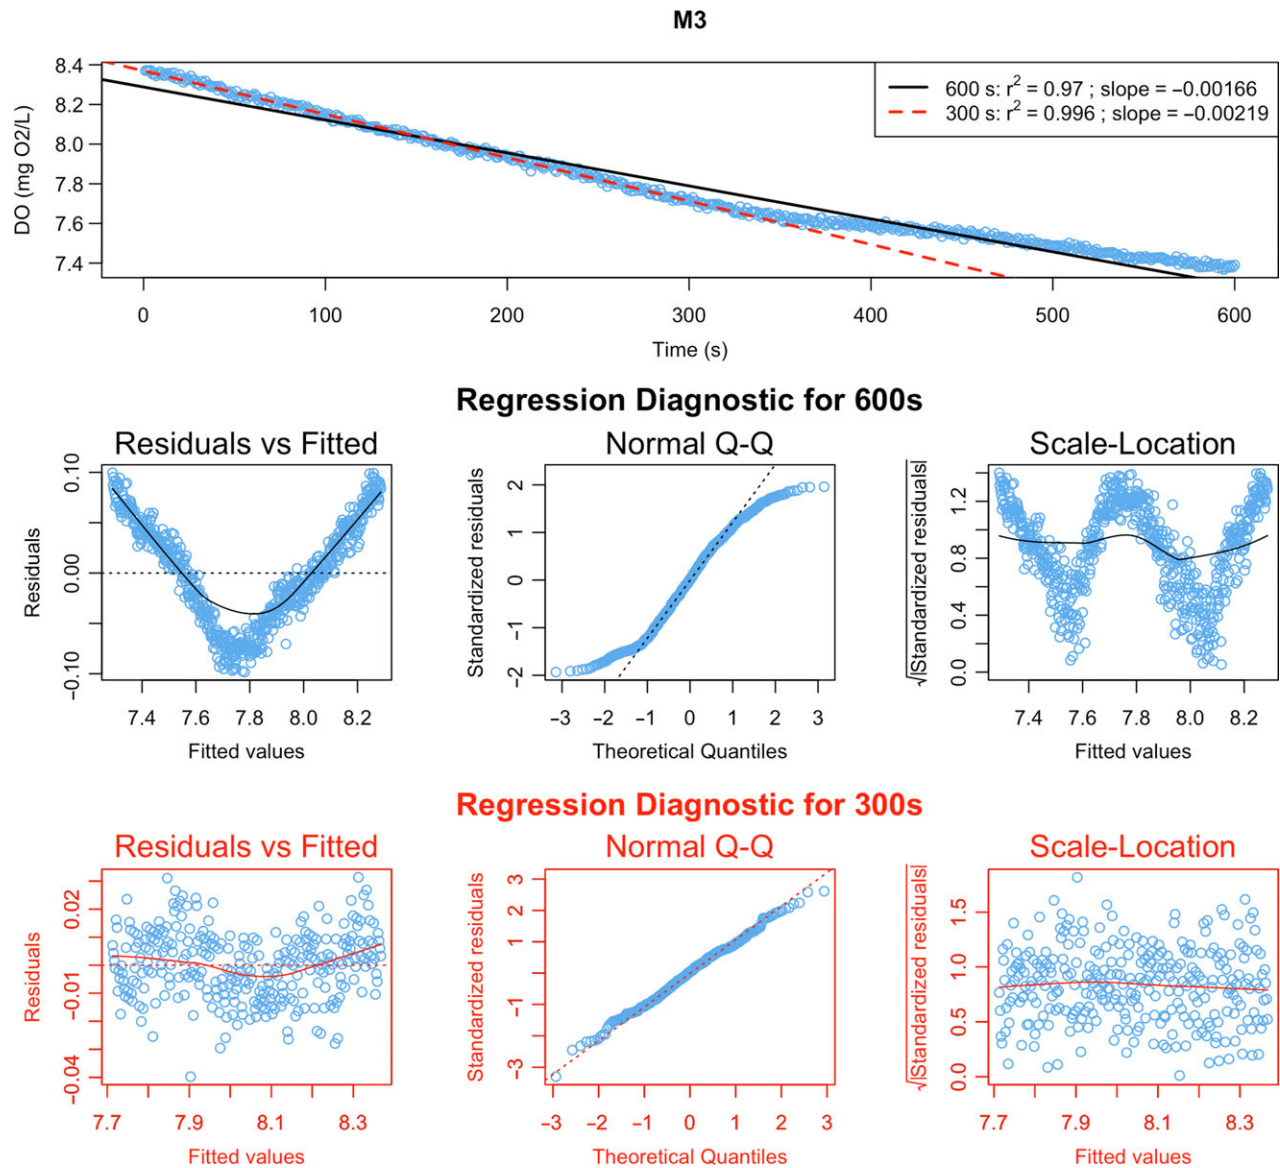 M3
DO (mg O2/L)
8.4
8.2
8.0
7.8
7.6
7.4
600 s: r² = 0.97 ; slope = −0.00166
300 s: r² = 0.996 ; slope = −0.00219
0 100 200 300 400 500 600
Time (s)
Regression Diagnostic for 600s
Residuals vs Fitted
Residuals
0.10
0.00
−0.10
7.4 7.6 7.8 8.0 8.2
Fitted values
Normal Q-Q
Standardized residuals
2
1
0
−1
−2
−3 −2 −1 0 1 2 3
Theoretical Quantiles
Scale-Location
√|Standardized residuals|
1.2
0.8
0.4
0.0
7.4 7.6 7.8 8.0 8.2
Fitted values
Regression Diagnostic for 300s
Residuals vs Fitted
Residuals
0.02
−0.01
−0.04
7.7 7.9 8.1 8.3
Fitted values
Normal Q-Q
Standardized residuals
3
2
1
−1
−3
−3 −2 −1 0 1 2 3
Theoretical Quantiles
Scale-Location
√|Standardized residuals|
1.5
1.0
0.5
0.0
7.7 7.9 8.1 8.3
Fitted values